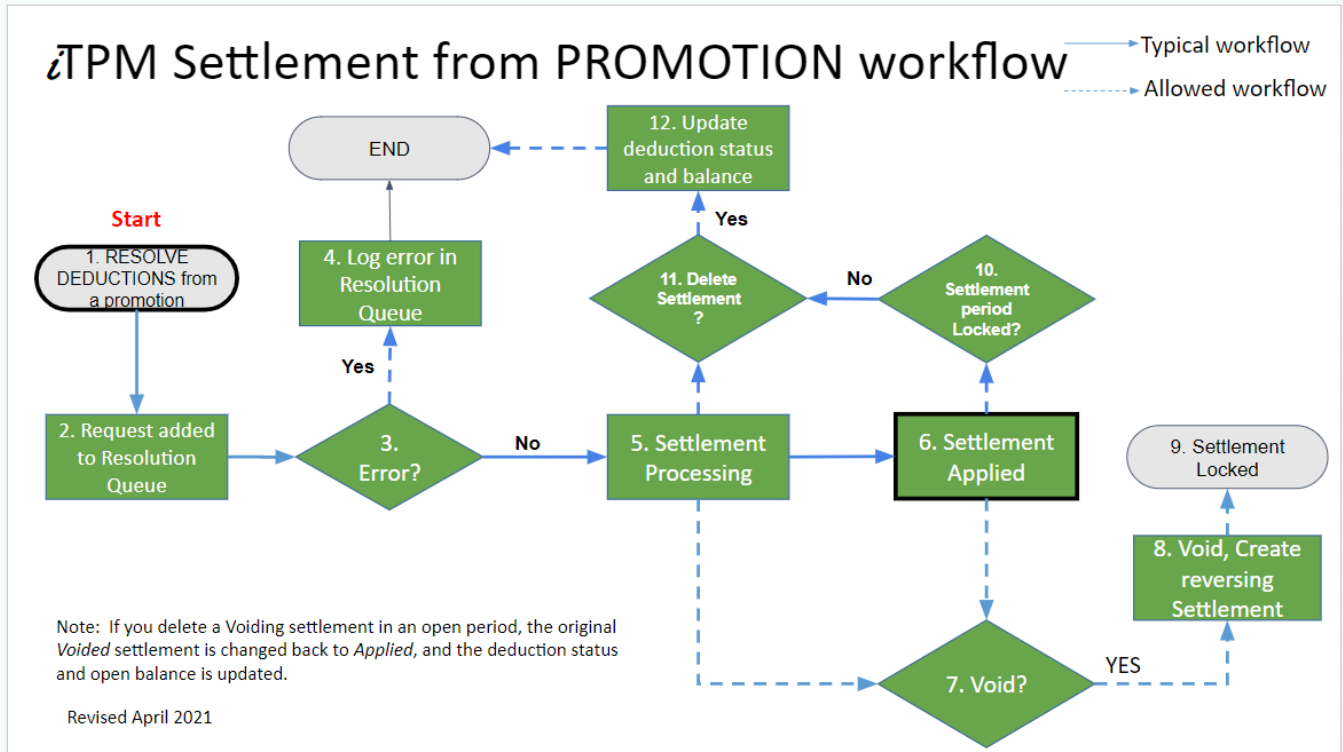 iTPM Settlement from PROMOTION workflow
Typical workflow
Allowed workflow
END
12. Update
deduction status
and balance
Start
1. RESOLVE
DEDUCTIONS from
a promotion
4. Log error in
Resolution
Queue
Yes
11. Delete
Settlement
?
No
10.
Settlement
period
Locked?
Yes
2. Request added
to Resolution
Queue
3.
Error?
No
5. Settlement
Processing
6. Settlement
Applied
9. Settlement
Locked
8. Void, Create
reversing
Settlement
7. Void?
YES
Note: If you delete a Voiding settlement in an open period, the original
Voided settlement is changed back to Applied, and the deduction status
and open balance is updated.
Revised April 2021